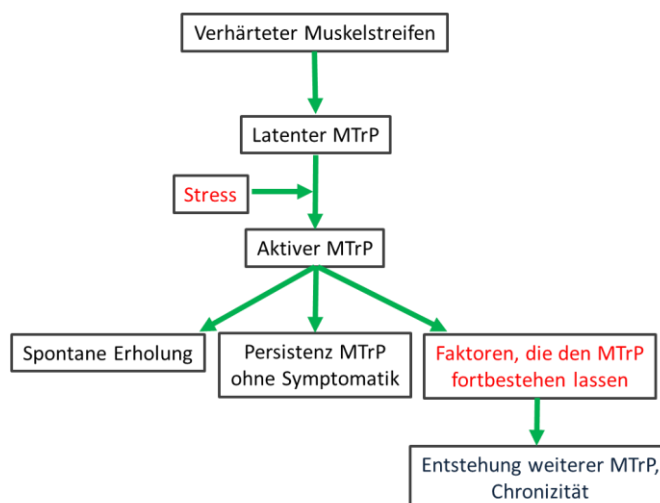 Verhärteter Muskelstreifen
Latenter MTrP
Stress
Aktiver MTrP
Spontane Erholung
Persistenz MTrP
ohne Symptomatik
Faktoren, die den MTrP
fortbestehen lassen
Entstehung weiterer MTrP,
Chronizität